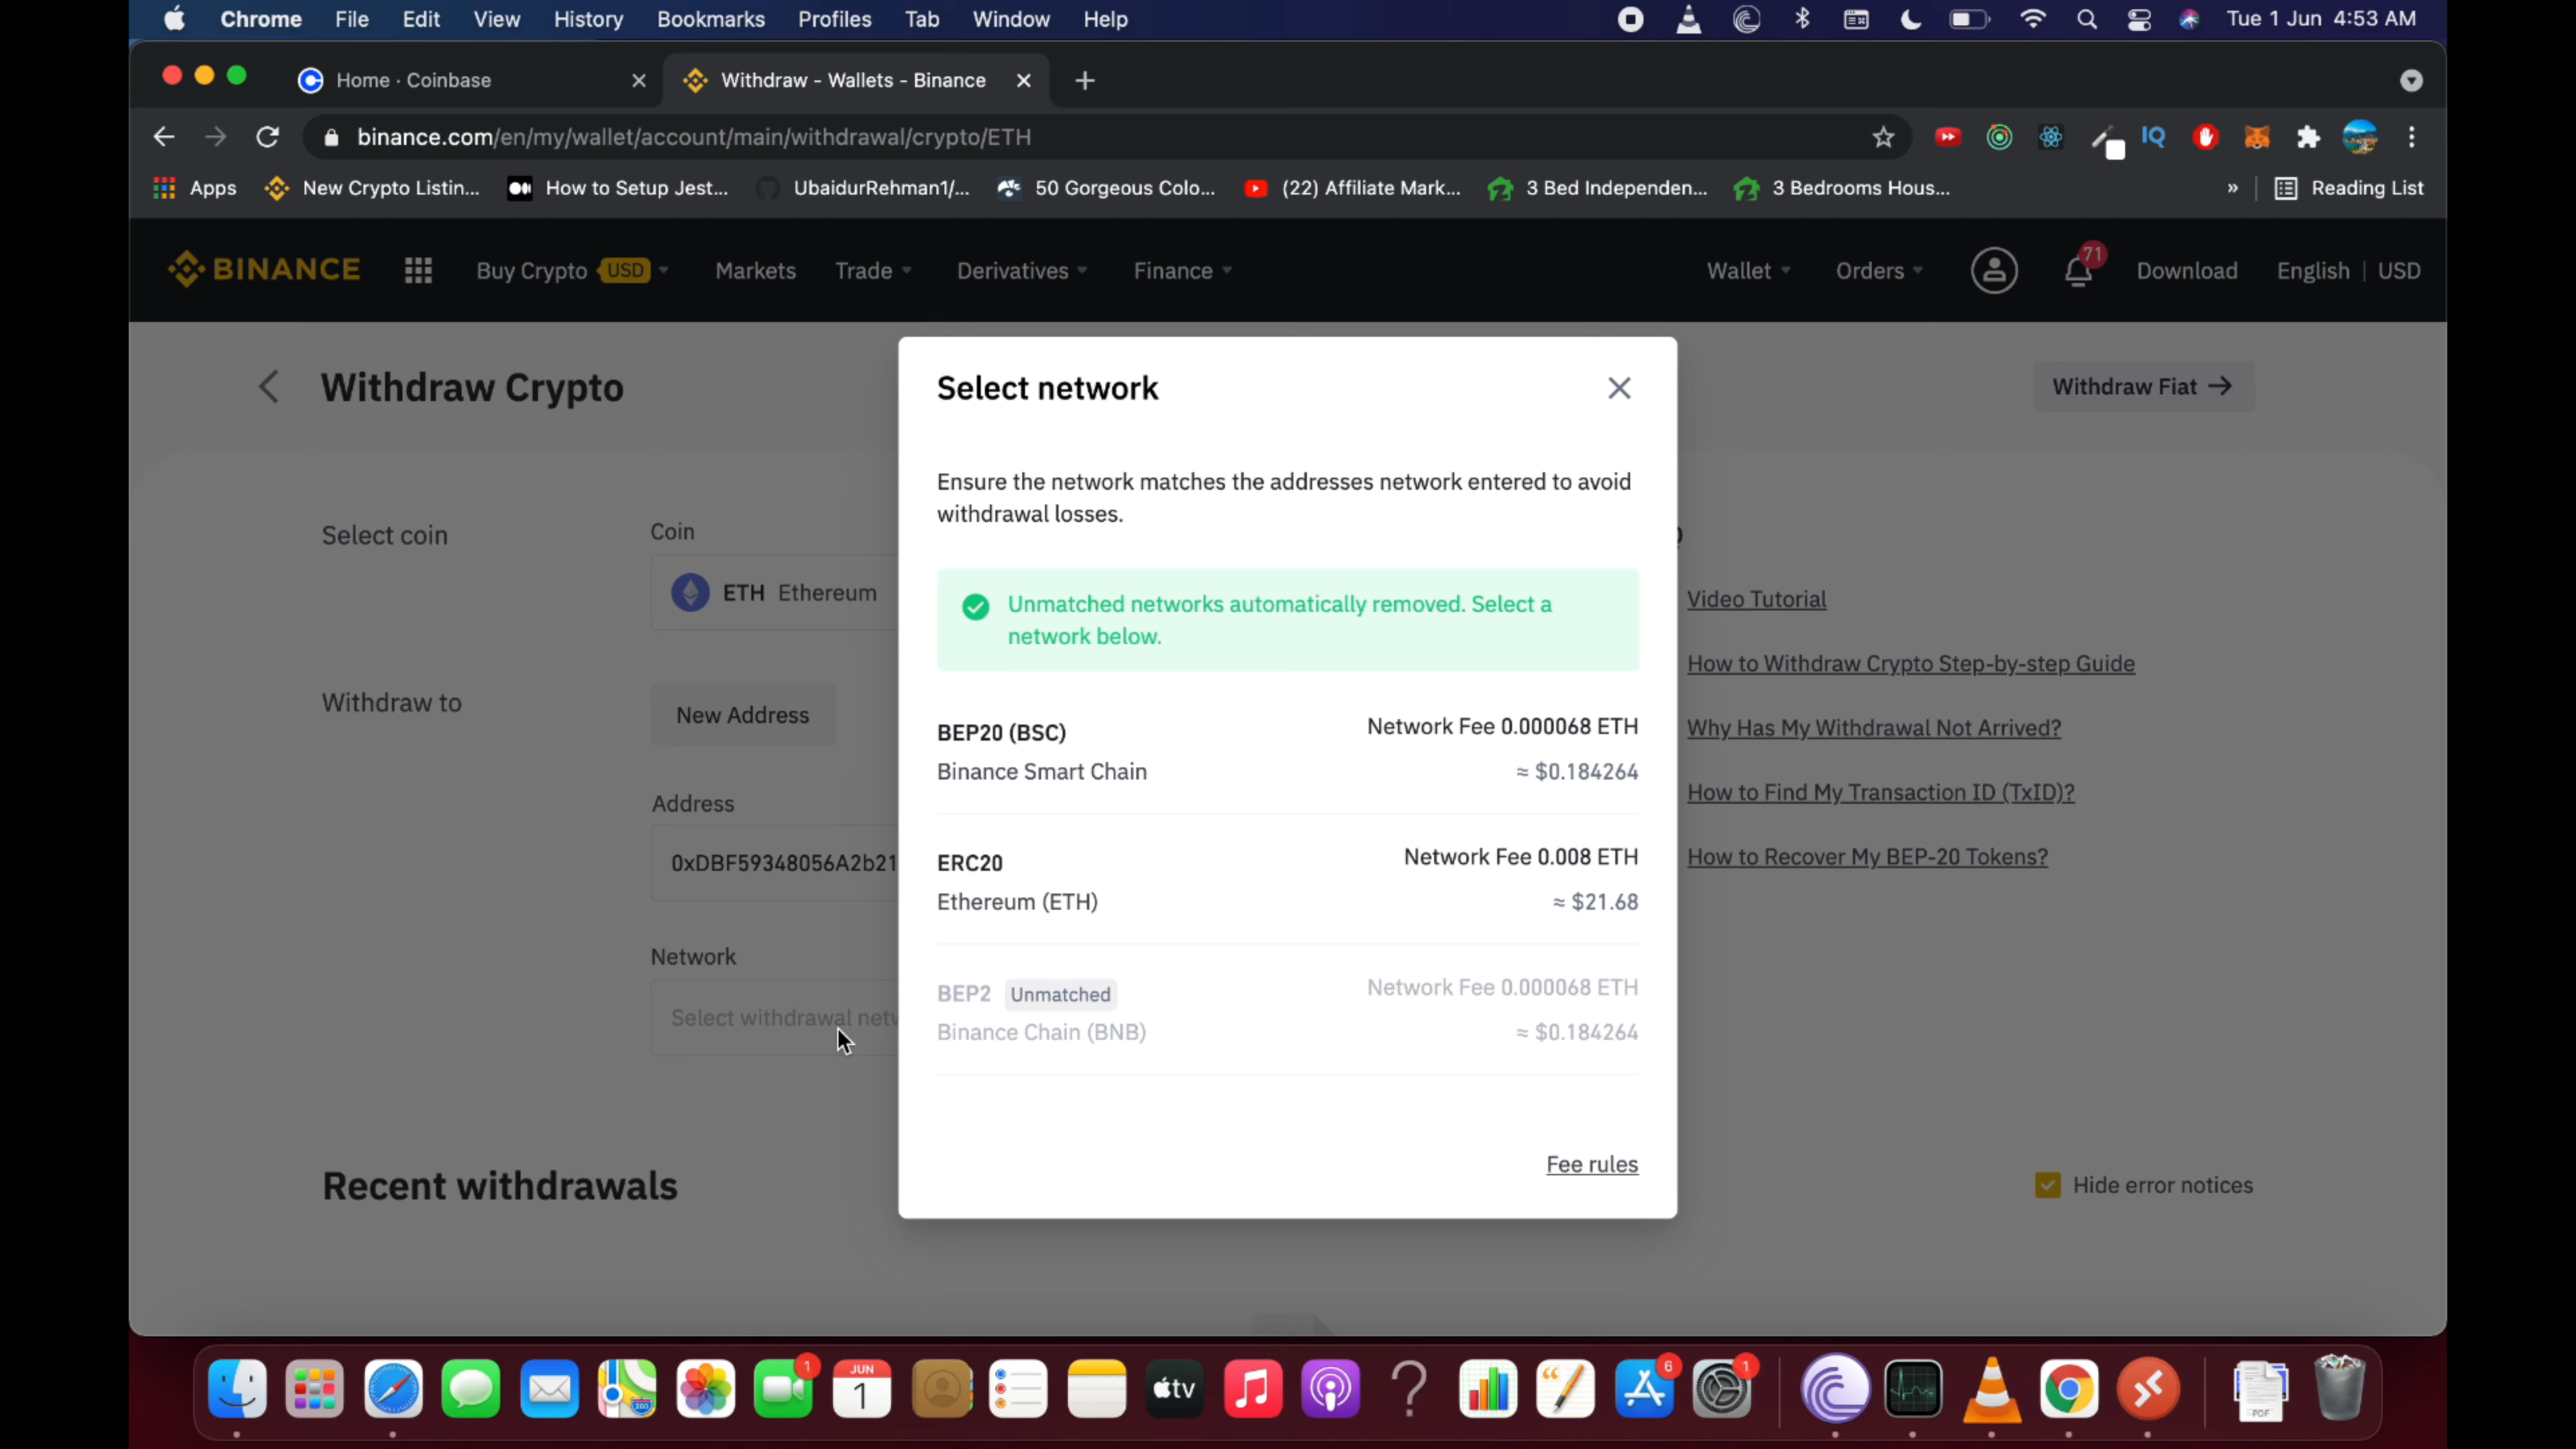 Chrome File Edit View History Bookmarks Profiles Tab Window Help Tue 1 Jun 4:53 AM
Home · Coinbase Withdraw - Wallets - Binance
binance.com/en/my/wallet/account/main/withdrawal/crypto/ETH IQ
Apps New Crypto Listin... How to Setup Jest... UbaidurRehman1/... 50 Gorgeous Colo... (22) Affiliate Mark... 3 Bed Independen... 3 Bedrooms Hous... » Reading List
BINANCE Buy Crypto USD Markets Trade Derivatives Finance Wallet Orders 71 Download English USD
Withdraw Crypto
Withdraw Fiat →
Select network
Ensure the network matches the addresses network entered to avoid
withdrawal losses.
Unmatched networks automatically removed. Select a
network below.
BEP20 (BSC) Network Fee 0.000068 ETH
Binance Smart Chain ≈ $0.184264
ERC20 Network Fee 0.008 ETH
Ethereum (ETH) ≈ $21.68
BEP2 Unmatched Network Fee 0.000068 ETH
Binance Chain (BNB) ≈ $0.184264
Fee rules
Select coin
Coin
ETH Ethereum
Withdraw to
New Address
Address
0xDBF59348056A2b21
Network
Select withdrawal netw
Video Tutorial
How to Withdraw Crypto Step-by-step Guide
Why Has My Withdrawal Not Arrived?
How to Find My Transaction ID (TxID)?
How to Recover My BEP-20 Tokens?
Recent withdrawals
Hide error notices
1 JUN 1 tv 6 1 PDF